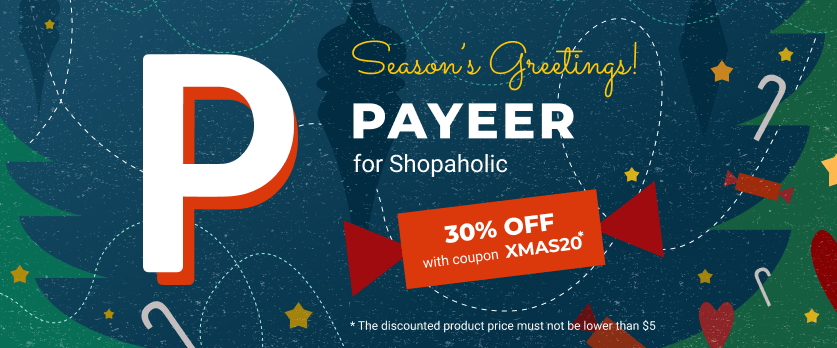 Season's Greetings!
P
PAYEER
for Shopaholic
30% OFF
with coupon XMAS20*
* The discounted product price must not be lower than $5